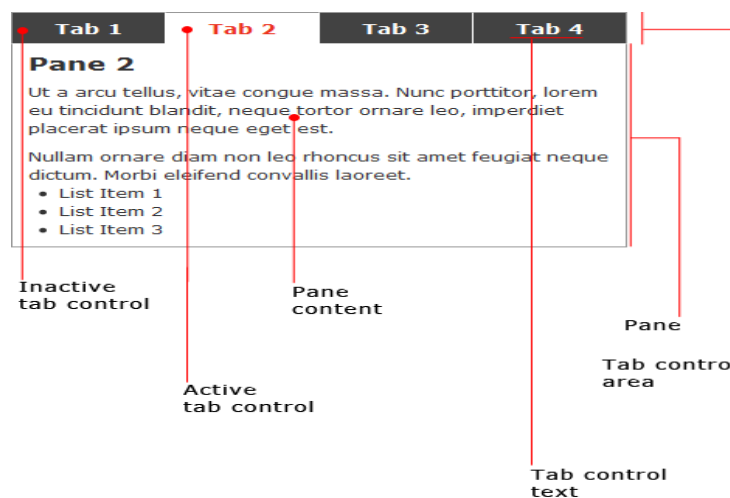 Tab 1 Tab 2 Tab 3 Tab 4
Pane 2
Ut a arcu tellus, vitae congue massa. Nunc porttitor, lorem
eu tincidunt blandit, neque tortor ornare leo, imperdiet
placerat ipsum neque eget est.
Nullam ornare diam non leo rhoncus sit amet feugiat neque
dictum. Morbi eleifend convallis laoreet.
• List Item 1
• List Item 2
• List Item 3
Inactive
tab control
Pane
content
Pane
Tab contro
area
Active
tab control
Tab control
text